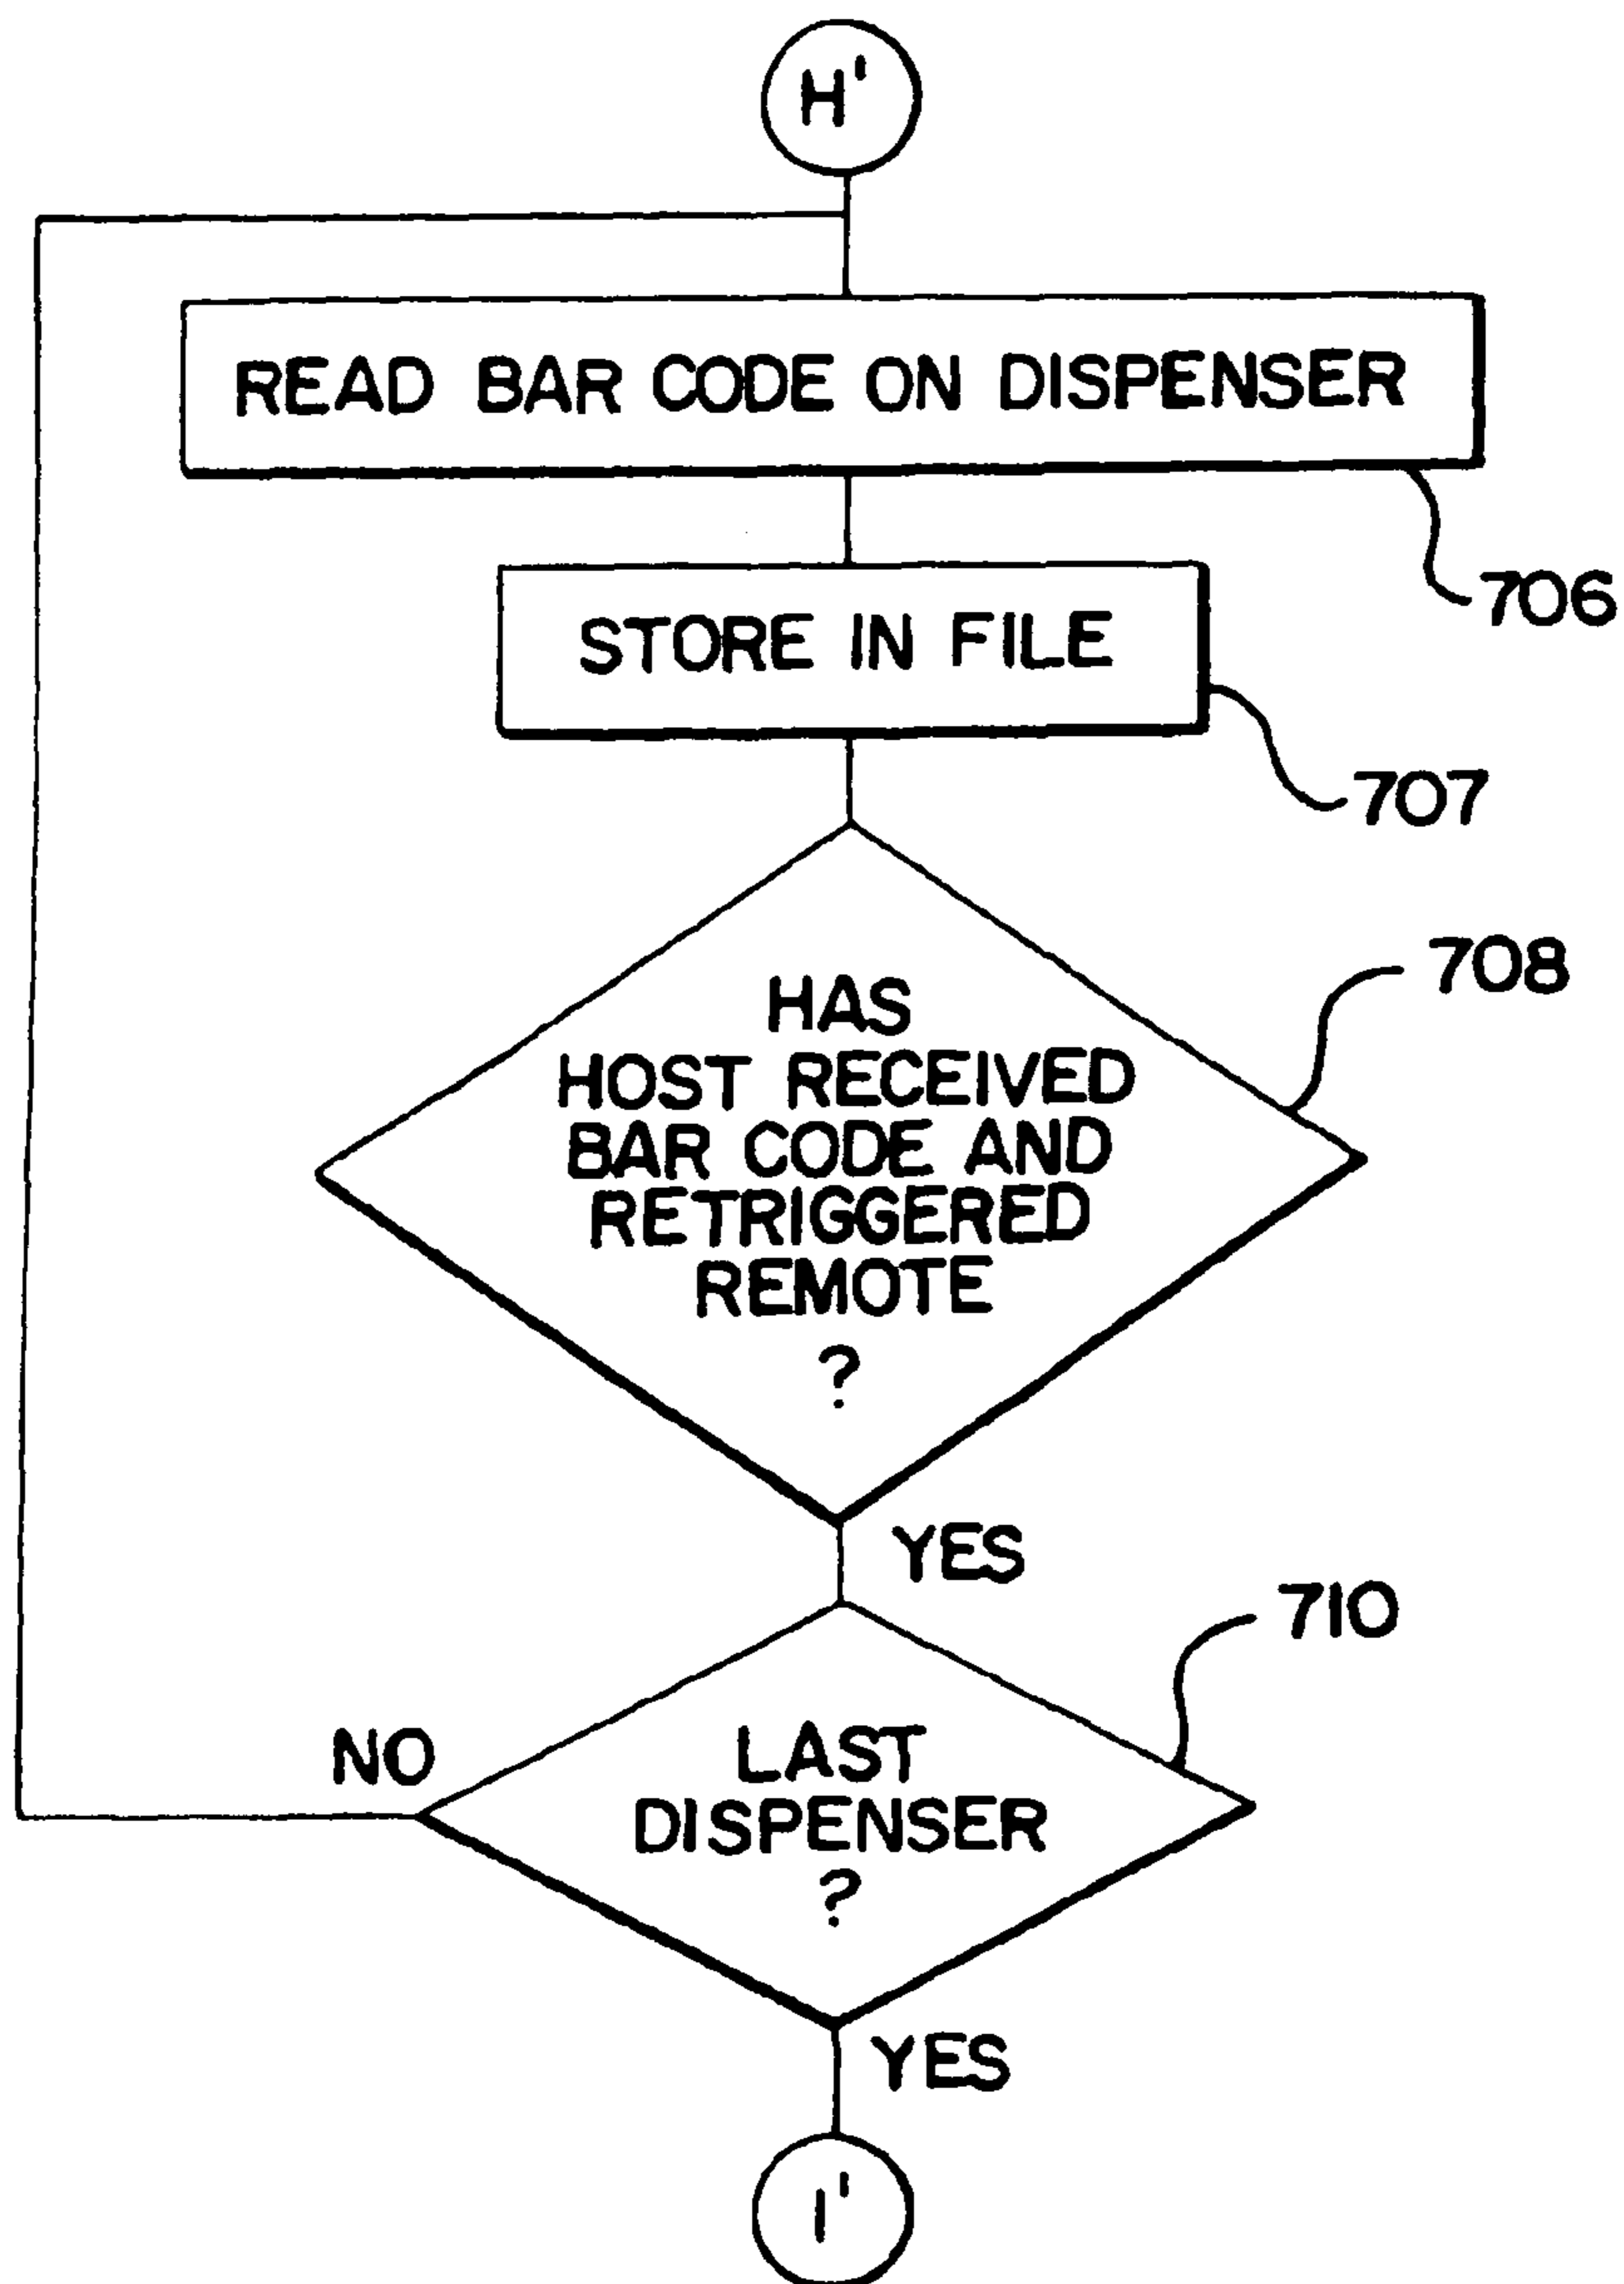 H'
READ BAR CODE ON DISPENSER
706
STORE IN FILE
707
708
HAS
HOST RECEIVED
BAR CODE AND
RETRIGGERED
REMOTE
?
YES
710
NO
LAST
DISPENSER
?
YES
I'